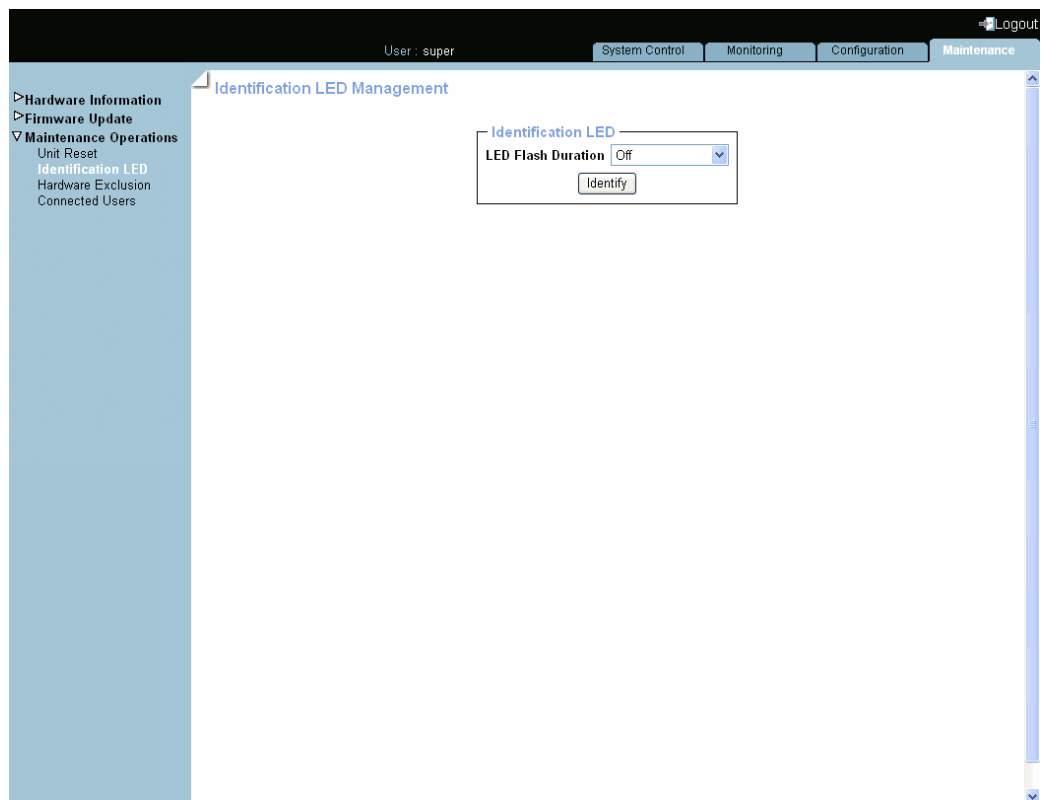 Logout
User : super
System Control
Monitoring
Configuration
Maintenance
Hardware Information
Firmware Update
Maintenance Operations
Unit Reset
Identification LED
Hardware Exclusion
Connected Users
Identification LED Management
Identification LED
LED Flash Duration Off
Identify